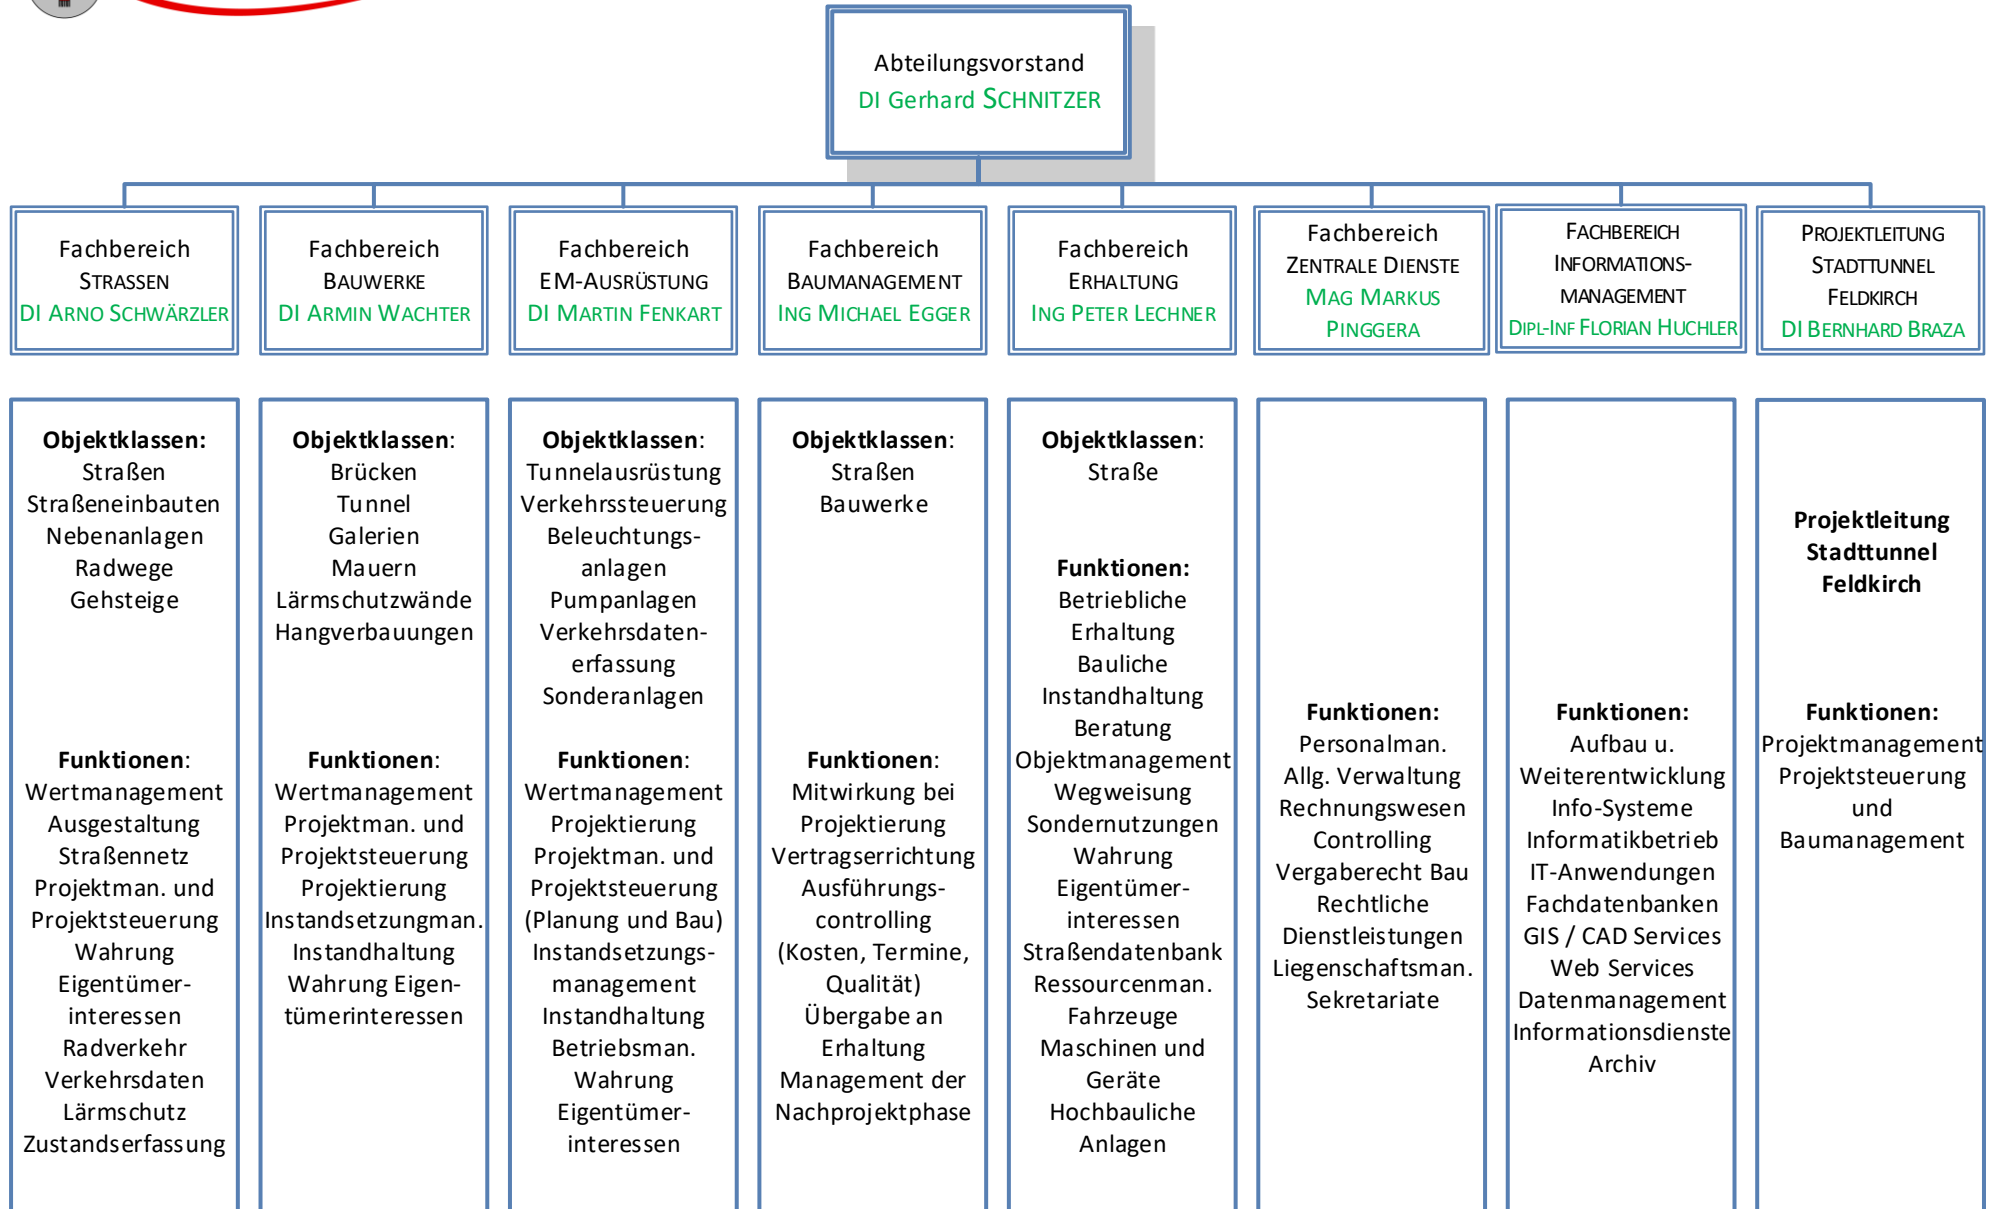 Abteilungsvorstand
DI Gerhard SCHNITZER
Fachbereich
STRASSEN
DI ARNO SCHWÄRZLER
Fachbereich
BAUWERKE
DI ARMIN WACHTER
Fachbereich
EM-AUSRÜSTUNG
DI MARTIN FENKART
Fachbereich
BAUMANAGEMENT
ING MICHAEL EGGER
Fachbereich
ERHALTUNG
ING PETER LECHNER
Fachbereich
ZENTRALE DIENSTE
MAG MARKUS
PINGGERA
FACHBEREICH
INFORMATIONS-
MANAGEMENT
DIPL-INF FLORIAN HUCHLER
PROJEKTLEITUNG
STADTTUNNEL
FELDKIRCH
DI BERNHARD BRAZA
Objektklassen:
Straßen
Straßeneinbauten
Nebenanlagen
Radwege
Gehsteige
Funktionen:
Wertmanagement
Ausgestaltung
Straßennetz
Projektman. und
Projektsteuerung
Wahrung
Eigentümer-
interessen
Radverkehr
Verkehrsdaten
Lärmschutz
Zustandserfassung
Objektklassen:
Brücken
Tunnel
Galerien
Mauern
Lärmschutzwände
Hangverbauungen
Funktionen:
Wertmanagement
Projektman. und
Projektsteuerung
Projektierung
Instandsetzungman.
Instandhaltung
Wahrung Eigen-
tümerinteressen
Objektklassen:
Tunnelausrüstung
Verkehrssteuerung
Beleuchtungs-
anlagen
Pumpanlagen
Verkehrsdaten-
erfassung
Sonderanlagen
Funktionen:
Wertmanagement
Projektierung
Projektman. und
Projektsteuerung
(Planung und Bau)
Instandsetzungs-
management
Instandhaltung
Betriebsman.
Wahrung
Eigentümer-
interessen
Objektklassen:
Straßen
Bauwerke
Funktionen:
Mitwirkung bei
Projektierung
Vertragserrichtung
Ausführungs-
controlling
(Kosten, Termine,
Qualität)
Übergabe an
Erhaltung
Management der
Nachprojektphase
Objektklassen:
Straße
Funktionen:
Betriebliche
Erhaltung
Bauliche
Instandhaltung
Beratung
Objektmanagement
Wegweisung
Sondernutzungen
Wahrung
Eigentümer-
interessen
Straßendatenbank
Ressourcenman.
Fahrzeuge
Maschinen und
Geräte
Hochbauliche
Anlagen
Funktionen:
Personalman.
Allg. Verwaltung
Rechnungswesen
Controlling
Vergaberecht Bau
Rechtliche
Dienstleistungen
Liegenschaftsman.
Sekretariate
Funktionen:
Aufbau u.
Weiterentwicklung
Info-Systeme
Informatikbetrieb
IT-Anwendungen
Fachdatenbanken
GIS / CAD Services
Web Services
Datenmanagement
Informationsdienste
Archiv
Projektleitung
Stadttunnel
Feldkirch
Funktionen:
Projektmanagement
Projektsteuerung
und
Baumanagement